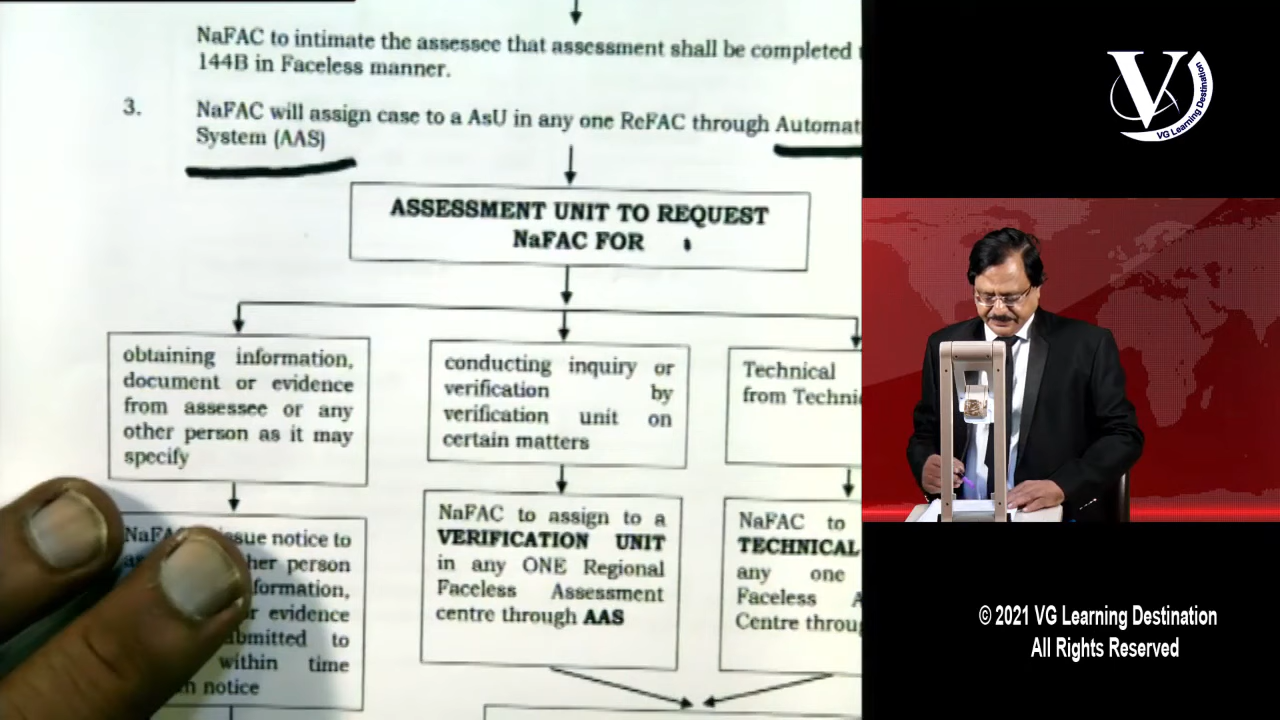 NaFAC to intimate the assessee that assessment shall be completed
144B in Faceless manner.
3. NaFAC will assign case to a AsU in any one ReFAC through Automat
System (AAS)
ASSESSMENT UNIT TO REQUEST
NaFAC FOR
obtaining information,
document or evidence
from assessee or any
other person as it may
specify
conducting inquiry or
verification by
verification unit on
certain matters
Technical
from Techni
NaFAC sue notice to
her person
formation,
r evidence
bmitted to
within time
notice
NaFAC to assign to a
VERIFICATION UNIT
in any ONE Regional
Faceless Assessment
centre through AAS
NaFAC to
TECHNICAL
any one
Faceless A
Centre throug
V
VG Learning Destination
© 2021 VG Learning Destination
All Rights Reserved